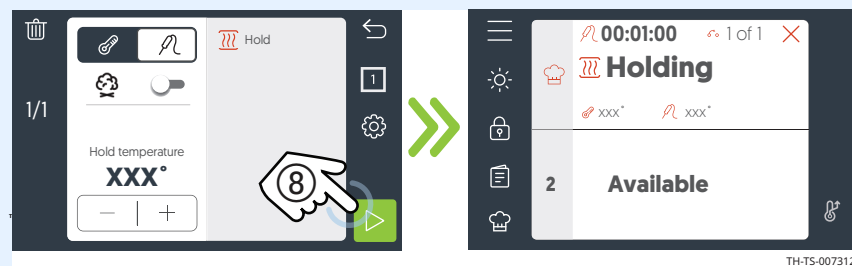 1/1
Hold
1
Hold temperature
XXX°
8
00:01:00
1 of 1
Holding
xxx°
xxx°
2
Available
TH-TS-007312